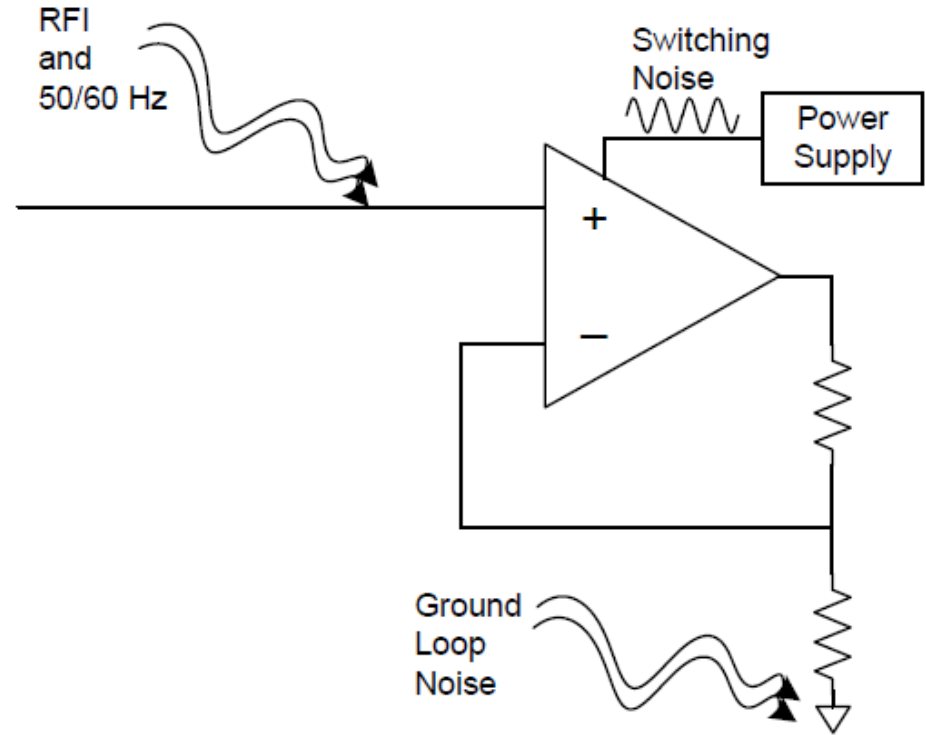 RFI
and
50/60 Hz
Switching
Noise
Power
Supply
+
−
Ground
Loop
Noise